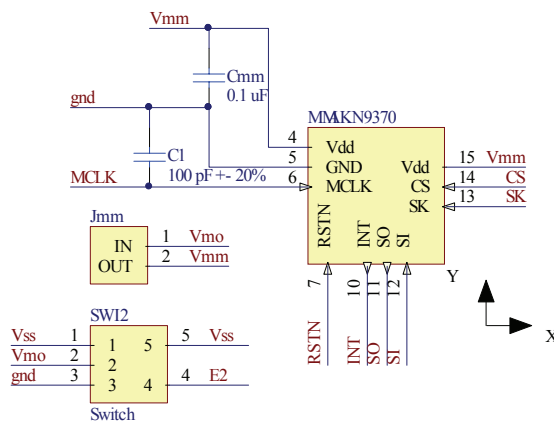 Vmm
Cmm
0.1 uF
gnd
C1
100 pF +- 20%
MCLK
MMAKN9370
4 Vdd
5 GND
6 MCLK
Vdd 15 Vmm
CS 14 CS
SK 13 SK
RSTN INT SO SI
7 10 11 12
RSTN INT SO SI
Y
X
Jmm
IN 1 Vmo
OUT 2 Vmm
SWI2
Vss 1 1 5 5 Vss
Vmo 2 2
gnd 3 3 4 4 E2
Switch